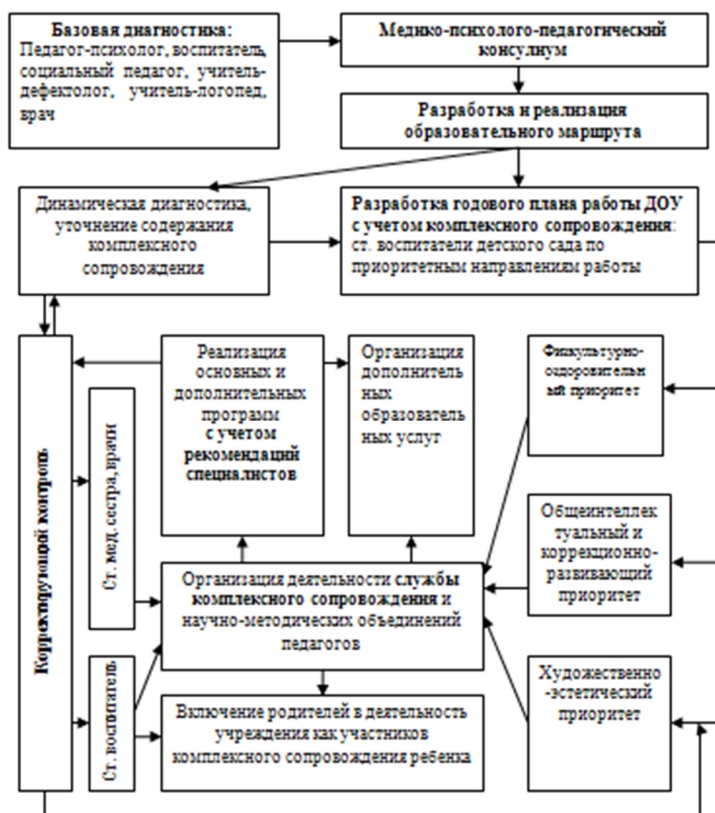 Базовая диагностика:
Педагог-психолог, воспитатель,
социальный педагог, учитель-
дефектолог, учитель-логопед,
врач
Медико-психолого-педагогический
консулиум
Разработка и реализация
образовательного маршрута
Динамическая диагностика,
уточнение содержания
комплексного
сопровождения
Разработка годового плана работы ДОУ
с учетом комплексного сопровождения:
ст. воспитатели детского сада по
приоритетным направлениям работы
Корректирующий контроль
Ст. мед. сестра, врачи
Ст. воспитатель
Реализация
основных и
дополнительных
программ
с учетом
рекомендаций
специалистов
Организация
дополнитель
ных
образователь
ных услуг
Физкультурно-
оздоровительн
ый приоритет
Общеинтеллек
туальный и
коррекционно-
развивающий
приоритет
Организация деятельности службы
комплексного сопровождения и
научно-методических объединений
педагогов
Художественно
-эстетический
приоритет
Включение родителей в деятельность
учреждения как участников
комплексного сопровождения ребенка